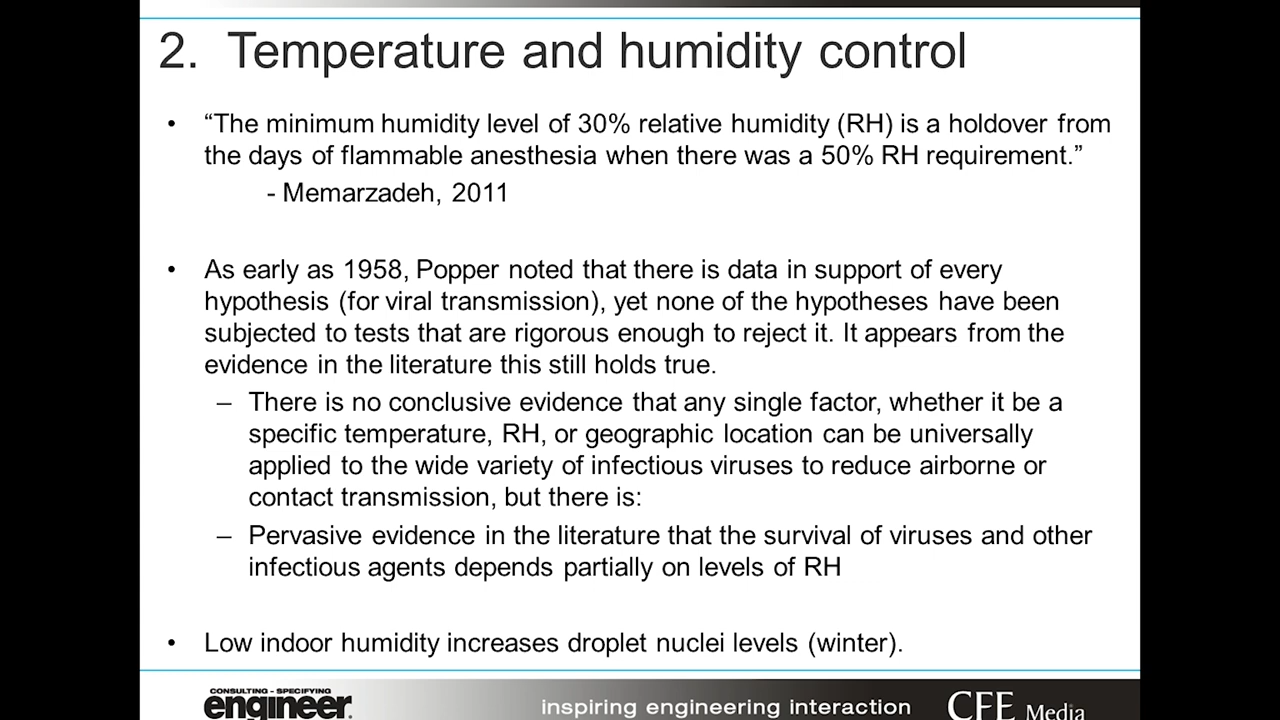 2. Temperature and humidity control
• “The minimum humidity level of 30% relative humidity (RH) is a holdover from
the days of flammable anesthesia when there was a 50% RH requirement.”
- Memarzadeh, 2011
• As early as 1958, Popper noted that there is data in support of every
hypothesis (for viral transmission), yet none of the hypotheses have been
subjected to tests that are rigorous enough to reject it. It appears from the
evidence in the literature this still holds true.
– There is no conclusive evidence that any single factor, whether it be a
specific temperature, RH, or geographic location can be universally
applied to the wide variety of infectious viruses to reduce airborne or
contact transmission, but there is:
– Pervasive evidence in the literature that the survival of viruses and other
infectious agents depends partially on levels of RH
• Low indoor humidity increases droplet nuclei levels (winter).
CONSULTING-SPECIFYING
engineer.
inspiring engineering interaction
CFE Media